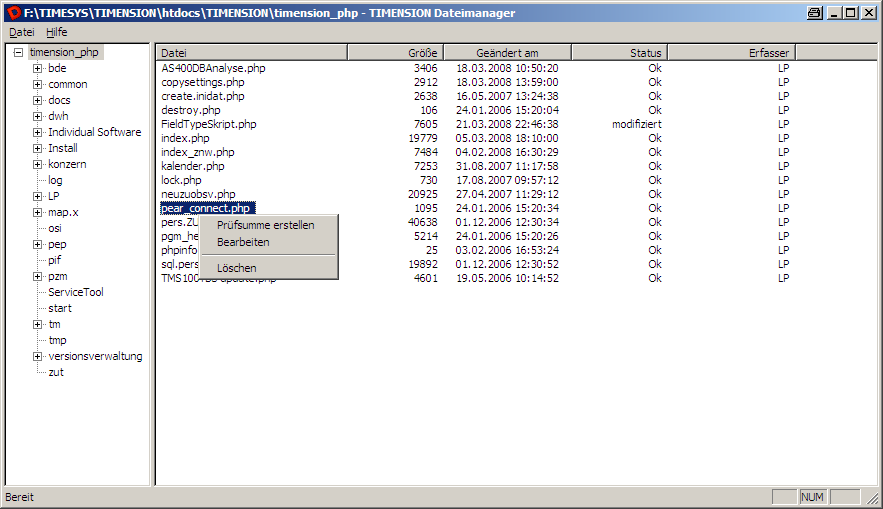 F:\TIMESYS\TIMENSION\htdocs\TIMENSION\timension_php - TIMENSION Dateimanager
Datei Hilfe
timension_php
bde
common
docs
dwh
Individual Software
Install
konzern
log
LP
map.x
osi
pep
pif
pzm
ServiceTool
start
tm
tmp
versionsverwaltung
zut
Datei Größe Geändert am Status Erfasser
AS400DBAnalyse.php 3406 18.03.2008 10:50:20 Ok LP
copysettings.php 2912 18.03.2008 13:59:00 Ok LP
create.inidat.php 2638 16.05.2007 13:24:38 Ok LP
destroy.php 106 24.01.2006 15:20:04 Ok LP
FieldTypeSkript.php 7605 21.03.2008 22:46:38 modifiziert LP
index.php 19779 05.03.2008 18:10:00 Ok LP
index_znw.php 7484 04.02.2008 16:30:29 Ok LP
kalender.php 7253 31.08.2007 11:17:58 Ok LP
lock.php 730 17.08.2007 09:57:12 Ok LP
neuzuobsv.php 20925 27.04.2007 11:29:12 Ok LP
pear_connect.php 1095 24.01.2006 15:20:34 Ok LP
pers.ZU 40638 01.12.2006 12:30:34 Ok LP
pgm_he 5214 24.01.2006 15:20:26 Ok LP
phpinfo 25 03.02.2006 16:53:24 Ok LP
sql.pers 19892 01.12.2006 12:30:52 Ok LP
4601 19.05.2006 10:14:52 Ok LP
Prüfsumme erstellen
Bearbeiten
Löschen
Bereit NUM